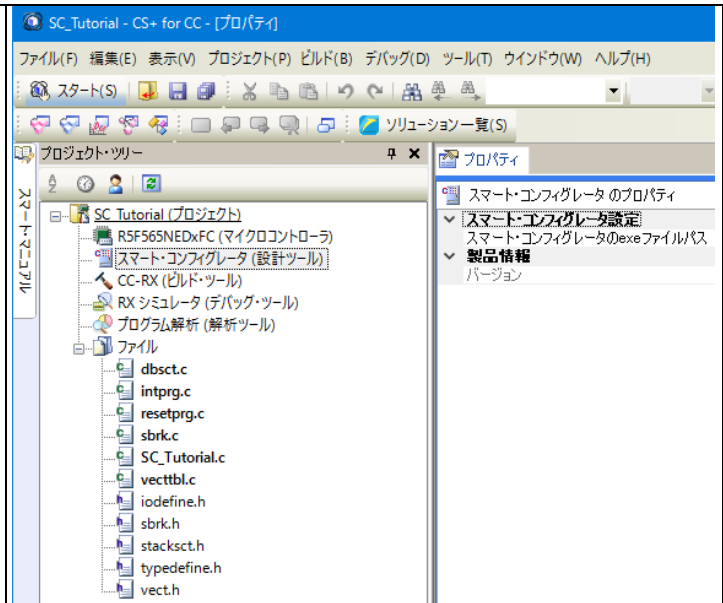 SC_Tutorial - CS+ for CC - [プロパティ]
ファイル(F) 編集(E) 表示(V) プロジェクト(P) ビルド(B) デバッグ(D) ツール(T) ウインドウ(W) ヘルプ(H)
スタート(S)
ソリューション一覧(S)
スマート・マニュアル
プロジェクト・ツリー
SC_Tutorial (プロジェクト)
R5F565NEDxFC (マイクロコントローラ)
スマート・コンフィグレータ (設計ツール)
CC-RX (ビルド・ツール)
RX シミュレータ (デバッグ・ツール)
プログラム解析 (解析ツール)
ファイル
dbsct.c
intprg.c
resetprg.c
sbrk.c
SC_Tutorial.c
vecttbl.c
iodefine.h
sbrk.h
stacksct.h
typedefine.h
vect.h
プロパティ
スマート・コンフィグレータ のプロパティ
スマート・コンフィグレータ設定
スマート・コンフィグレータのexeファイルパス
製品情報
バージョン